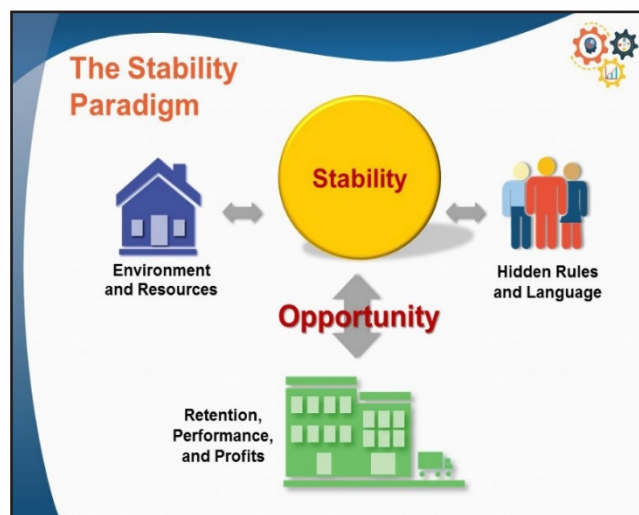 The Stability
Paradigm
Stability
Environment
and Resources
Hidden Rules
and Language
Opportunity
Retention,
Performance,
and Profits